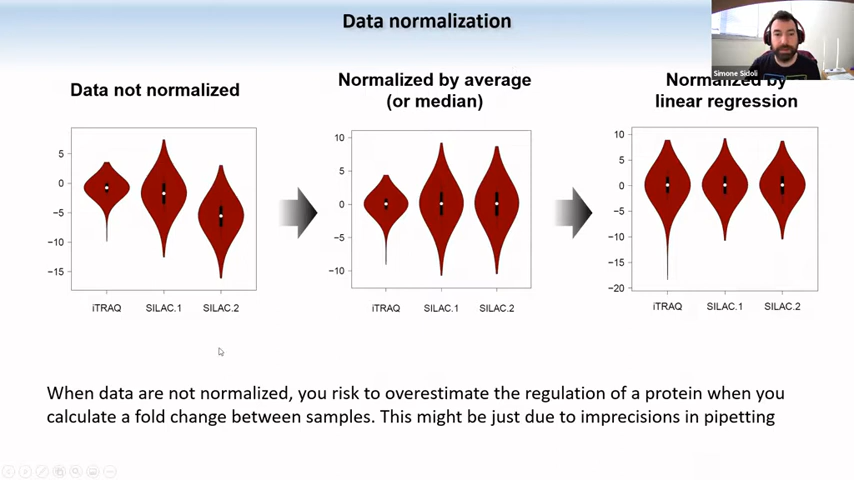 Data normalization
Simone Sidoli
Data not normalized
Normalized by average
(or median)
Normalized by
linear regression
5
0
−5
−10
−15
iTRAQ SILAC.1 SILAC.2
10
5
0
−5
−10
iTRAQ SILAC.1 SILAC.2
10
5
0
−5
−10
−15
−20
iTRAQ SILAC.1 SILAC.2
When data are not normalized, you risk to overestimate the regulation of a protein when you
calculate a fold change between samples. This might be just due to imprecisions in pipetting